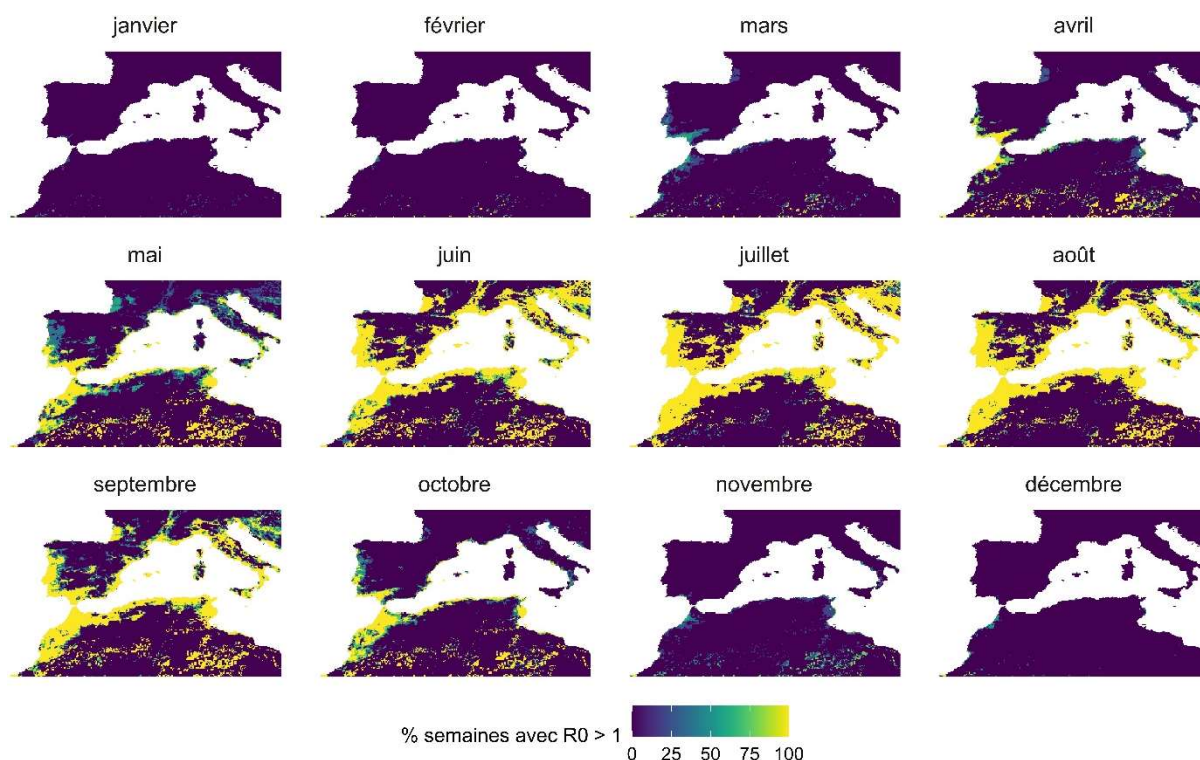 janvier
février
mars
avril
mai
juin
juillet
août
septembre
octobre
novembre
décembre
% semaines avec R0 > 1
0 25 50 75 100